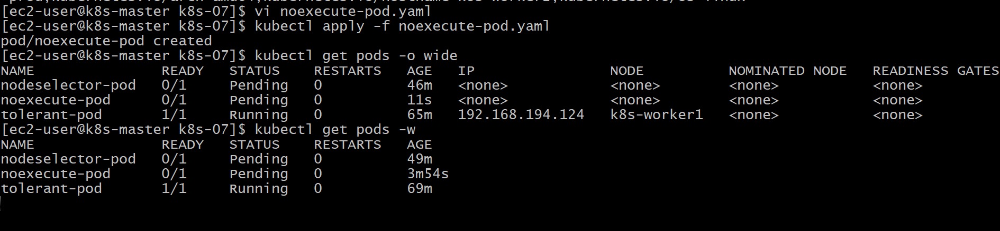 [ec2-user@k8s-master k8s-07]$ vi noexecute-pod.yaml
[ec2-user@k8s-master k8s-07]$ kubectl apply -f noexecute-pod.yaml
pod/noexecute-pod created
[ec2-user@k8s-master k8s-07]$ kubectl get pods -o wide
NAME READY STATUS RESTARTS AGE IP NODE NOMINATED NODE READINESS GATES
nodeselector-pod 0/1 Pending 0 46m <none> <none> <none> <none>
noexecute-pod 0/1 Pending 0 11s <none> <none> <none> <none>
tolerant-pod 1/1 Running 0 65m 192.168.194.124 k8s-worker1 <none> <none>
[ec2-user@k8s-master k8s-07]$ kubectl get pods -w
NAME READY STATUS RESTARTS AGE
nodeselector-pod 0/1 Pending 0 49m
noexecute-pod 0/1 Pending 0 3m54s
tolerant-pod 1/1 Running 0 69m